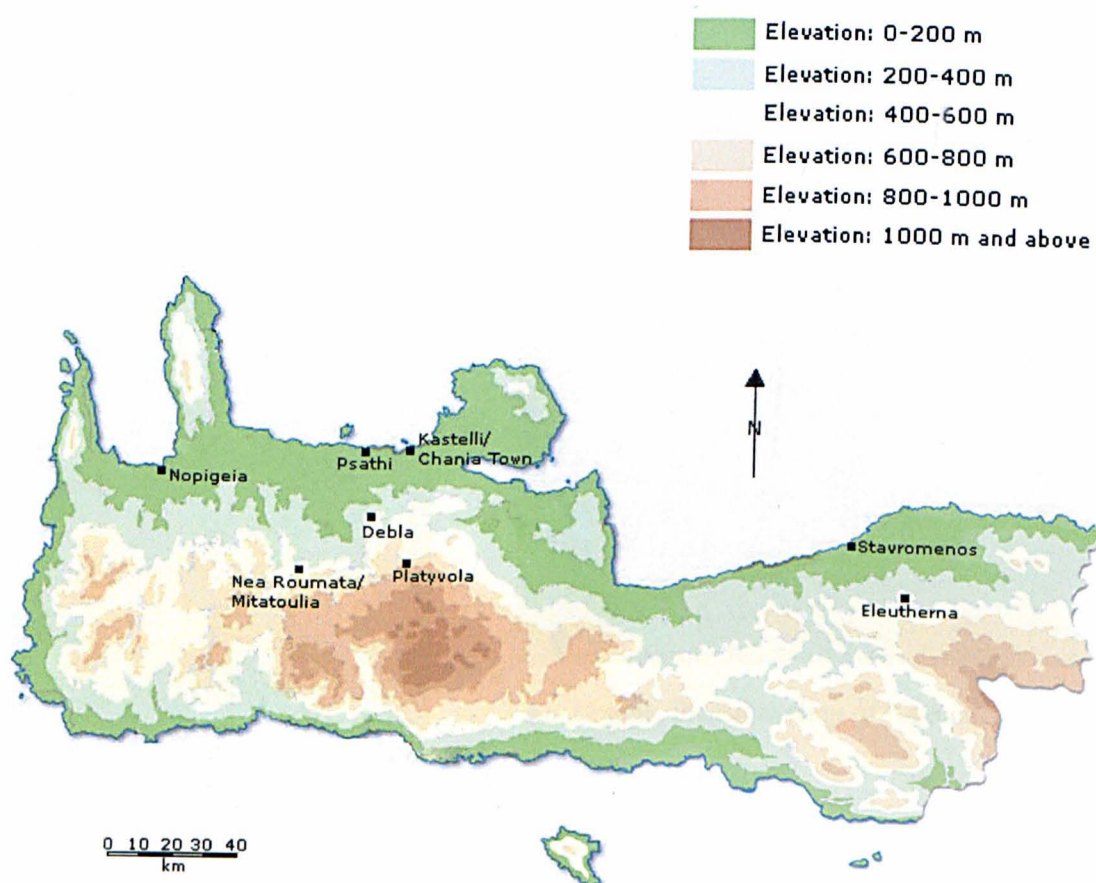 Elevation: 0-200 m
Elevation: 200-400 m
Elevation: 400-600 m
Elevation: 600-800 m
Elevation: 800-1000 m
Elevation: 1000 m and above
N
Kastelli/
Chania Town
Psathi
Nopigeia
Debla
Stavromenos
Platyvola
Nea Roumata/
Mitatoulia
Eleutherna
0 10 20 30 40
km